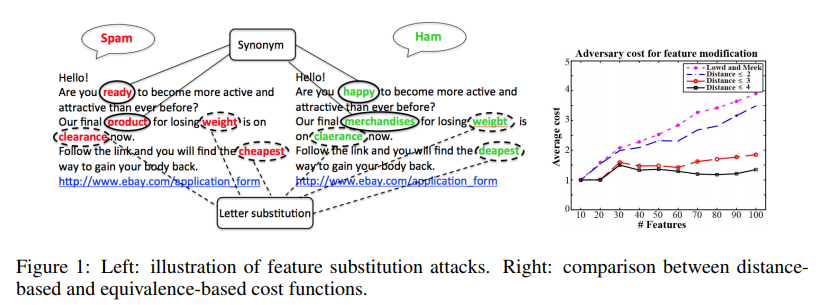 Spam
Synonym
Ham
Hello!
Are you ready to become more active and
attractive than ever before?
Our final product for losing weight is on
clearance now.
Follow the link and you will find the cheapest
way to gain your body back.
http://www.ebay.com/application_form
Hello!
Are you happy to become more active and
attractive than ever before?
Our final merchandises for losing weigbt is
on claerance now.
Follow the link and you will find the deapest
way to gain your body back.
http://www.ebay.com/application_form
Letter substitution
Adversary cost for feature modification
Lowd and Meek
Distance ≤ 2
Distance ≤ 3
Distance ≤ 4
Average cost
5
4
3
2
1
0
10 20 30 40 50 60 70 80 90 100
# Features
Figure 1: Left: illustration of feature substitution attacks. Right: comparison between distance-
based and equivalence-based cost functions.